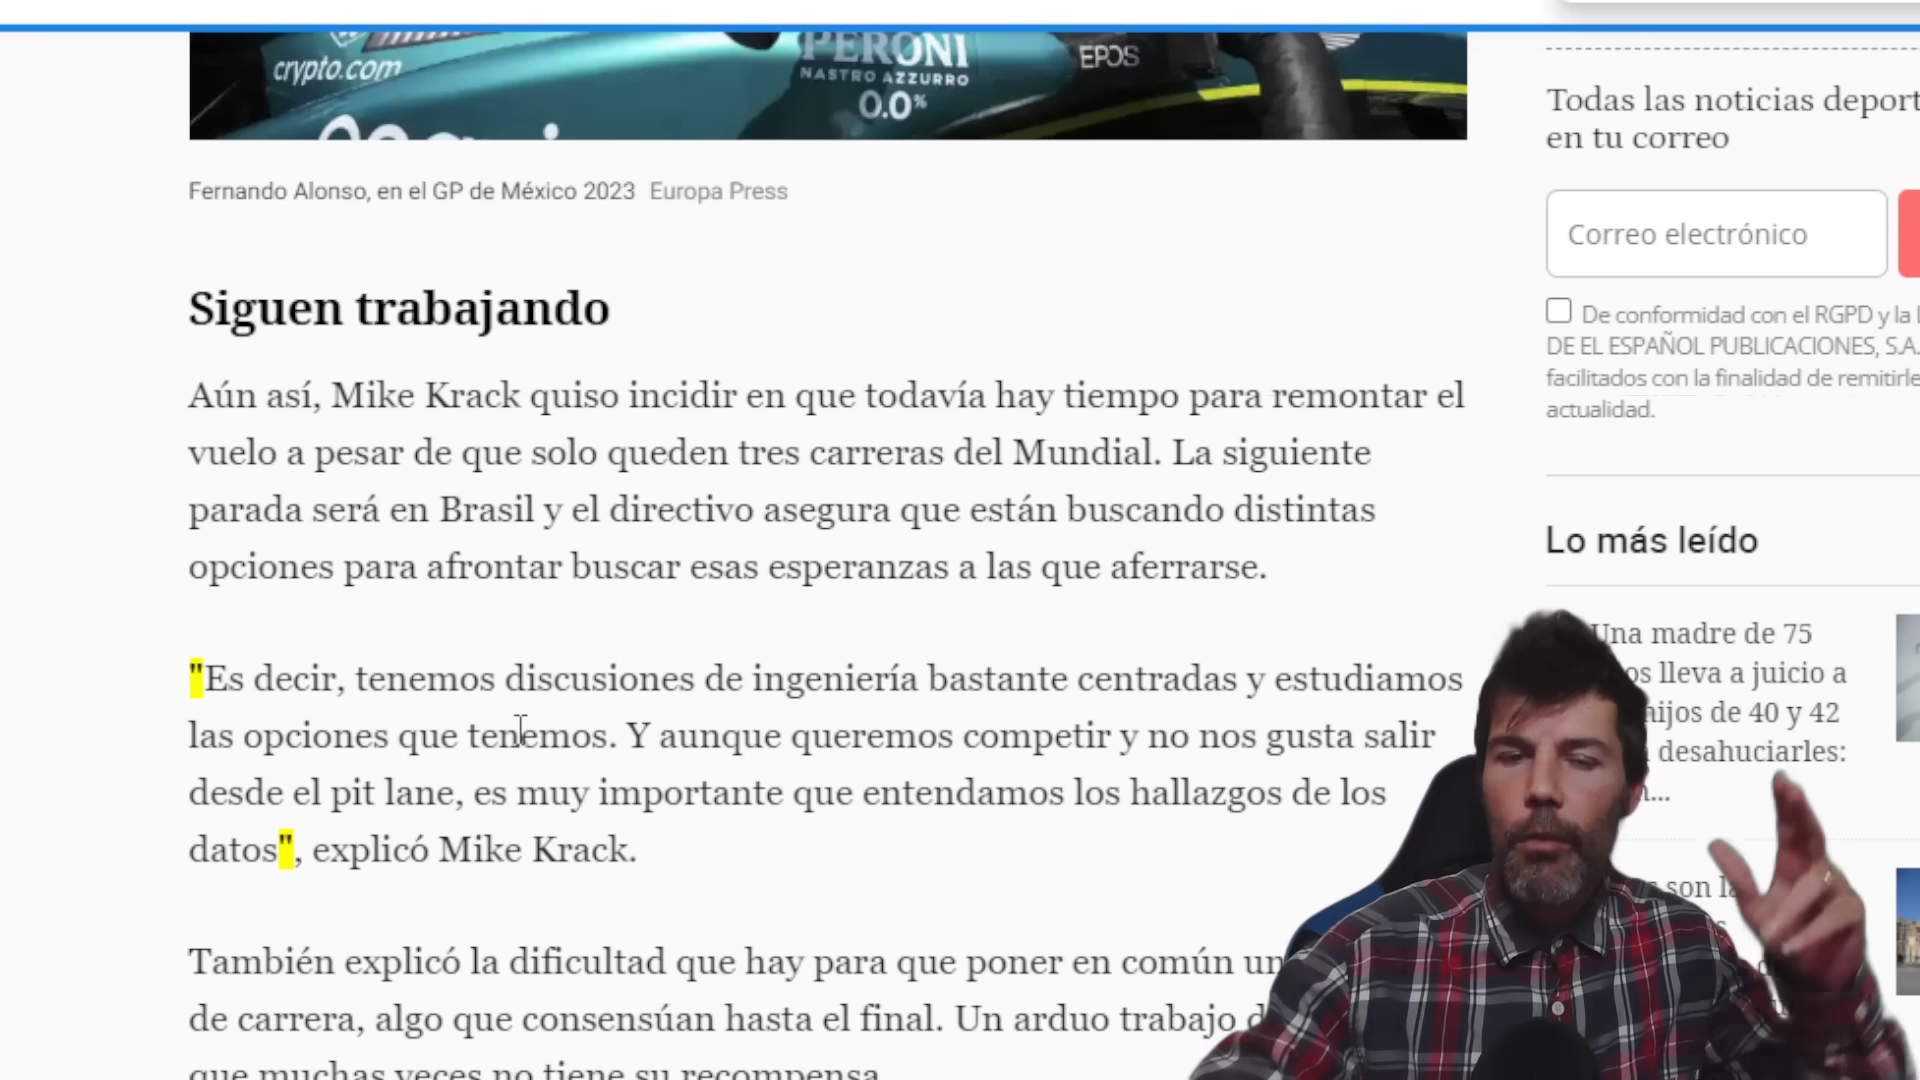 crypto.com
PERONI
NASTRO AZZURRO
0.0%
EPOS
Fernando Alonso, en el GP de México 2023 Europa Press
Siguen trabajando
Aún así, Mike Krack quiso incidir en que todavía hay tiempo para remontar el
vuelo a pesar de que solo queden tres carreras del Mundial. La siguiente
parada será en Brasil y el directivo asegura que están buscando distintas
opciones para afrontar buscar esas esperanzas a las que aferrarse.
"Es decir, tenemos discusiones de ingeniería bastante centradas y estudiamos
las opciones que tenemos. Y aunque queremos competir y no nos gusta salir
desde el pit lane, es muy importante que entendamos los hallazgos de los
datos", explicó Mike Krack.
También explicó la dificultad que hay para que poner en común un
de carrera, algo que consensúan hasta el final. Un arduo trabajo d
que muchas veces no tiene su recompensa.
Todas las noticias deport
en tu correo
Correo electrónico
De conformidad con el RGPD y la L
DE EL ESPAÑOL PUBLICACIONES, S.A.
facilitados con la finalidad de remitirle
actualidad.
Lo más leído
Una madre de 75
os lleva a juicio a
hijos de 40 y 42
desahuciarles:
son la